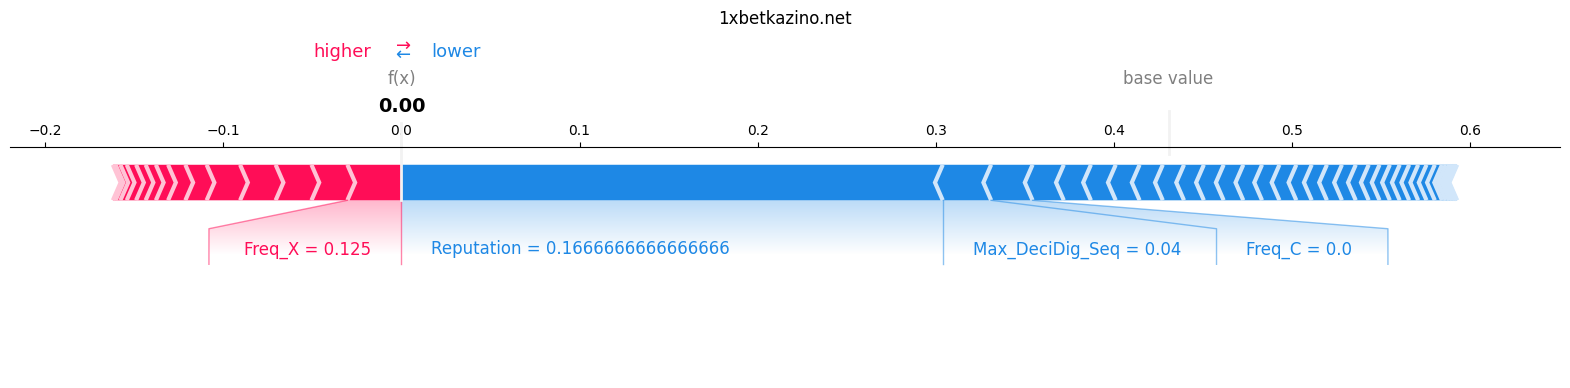 1xbetkazino.net
higher ⇄ lower
f(x) base value
0.00
−0.2 −0.1 0.0 0.1 0.2 0.3 0.4 0.5 0.6
Freq_X = 0.125 Reputation = 0.1666666666666666 Max_DeciDig_Seq = 0.04 Freq_C = 0.0